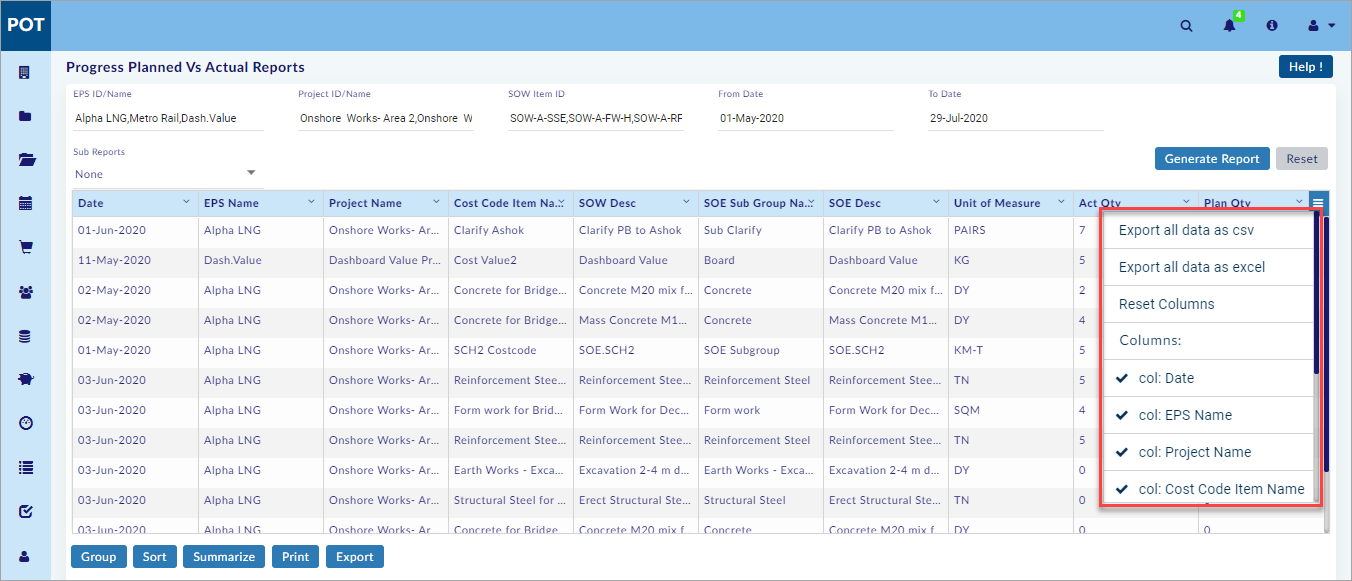 POT
4
Progress Planned Vs Actual Reports
Help !
EPS ID/Name Project ID/Name SOW Item ID From Date To Date
Alpha LNG,Metro Rail,Dash.Value Onshore Works- Area 2,Onshore W SOW-A-SSE,SOW-A-FW-H,SOW-A-RF 01-May-2020 29-Jul-2020
Sub Reports
None
Generate Report Reset
Date EPS Name Project Name Cost Code Item Na... SOW Desc SOE Sub Group Na... SOE Desc Unit of Measure Act Qty Plan Qty
01-Jun-2020 Alpha LNG Onshore Works- Ar... Clarify Ashok Clarify PB to Ashok Sub Clarify Clarify PB to Ashok PAIRS 7
11-May-2020 Dash.Value Dashboard Value Pr... Cost Value2 Dashboard Value Board Dashboard Value KG 5
02-May-2020 Alpha LNG Onshore Works- Ar... Concrete for Bridge... Concrete M20 mix f... Concrete Concrete M20 mix f... DY 2
02-May-2020 Alpha LNG Onshore Works- Ar... Concrete for Bridge... Mass Concrete M1... Concrete Mass Concrete M1... DY 4
01-May-2020 Alpha LNG Onshore Works- Ar... SCH2 Costcode SOE.SCH2 SOE Subgroup SOE.SCH2 KM-T 5
03-Jun-2020 Alpha LNG Onshore Works- Ar... Reinforcement Stee... Reinforcement Stee... Reinforcement Steel Reinforcement Stee... TN 5
03-Jun-2020 Alpha LNG Onshore Works- Ar... Form work for Brid... Form Work for Dec... Form work Form Work for Dec... SQM 4
03-Jun-2020 Alpha LNG Onshore Works- Ar... Reinforcement Stee... Reinforcement Stee... Reinforcement Steel Reinforcement Stee... TN 5
03-Jun-2020 Alpha LNG Onshore Works- Ar... Earth Works - Exca... Excavation 2-4 m d... Earth Works - Exca... Excavation 2-4 m d... DY 0
03-Jun-2020 Alpha LNG Onshore Works- Ar... Structural Steel for ... Erect Structural Ste... Structural Steel Erect Structural Ste... TN 0
03-Jun-2020 Alpha LNG Onshore Works- Ar... Concrete for Bridge... Concrete M20 mix f... Concrete Concrete M20 mix f... DY 0 0
Export all data as csv
Export all data as excel
Reset Columns
Columns:
col: Date
col: EPS Name
col: Project Name
col: Cost Code Item Name
Group Sort Summarize Print Export